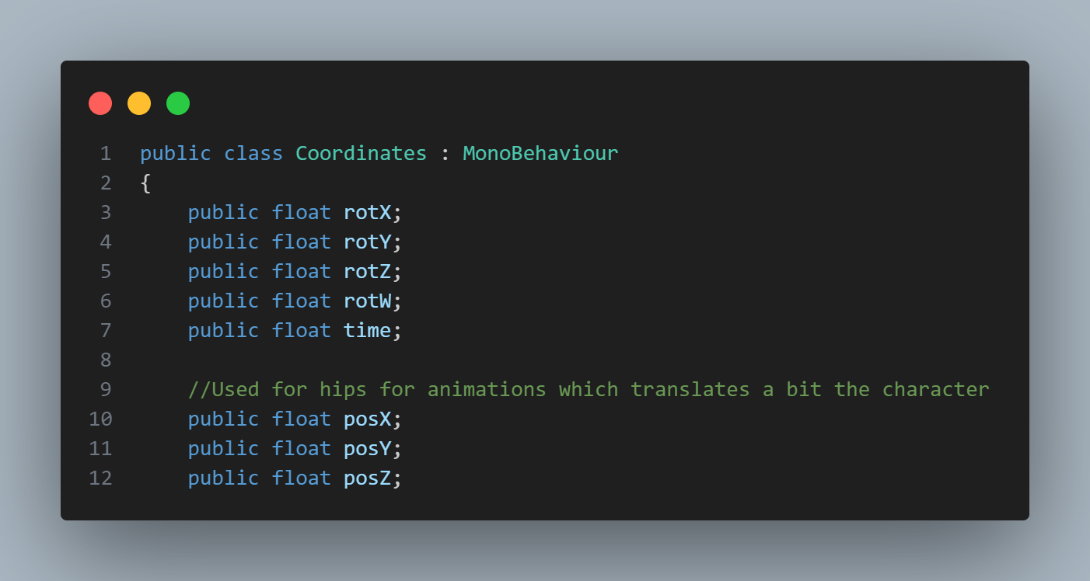 1 public class Coordinates : MonoBehaviour
2 {
3 public float rotX;
4 public float rotY;
5 public float rotZ;
6 public float rotW;
7 public float time;
8
9 //Used for hips for animations which translates a bit the character
10 public float posX;
11 public float posY;
12 public float posZ;